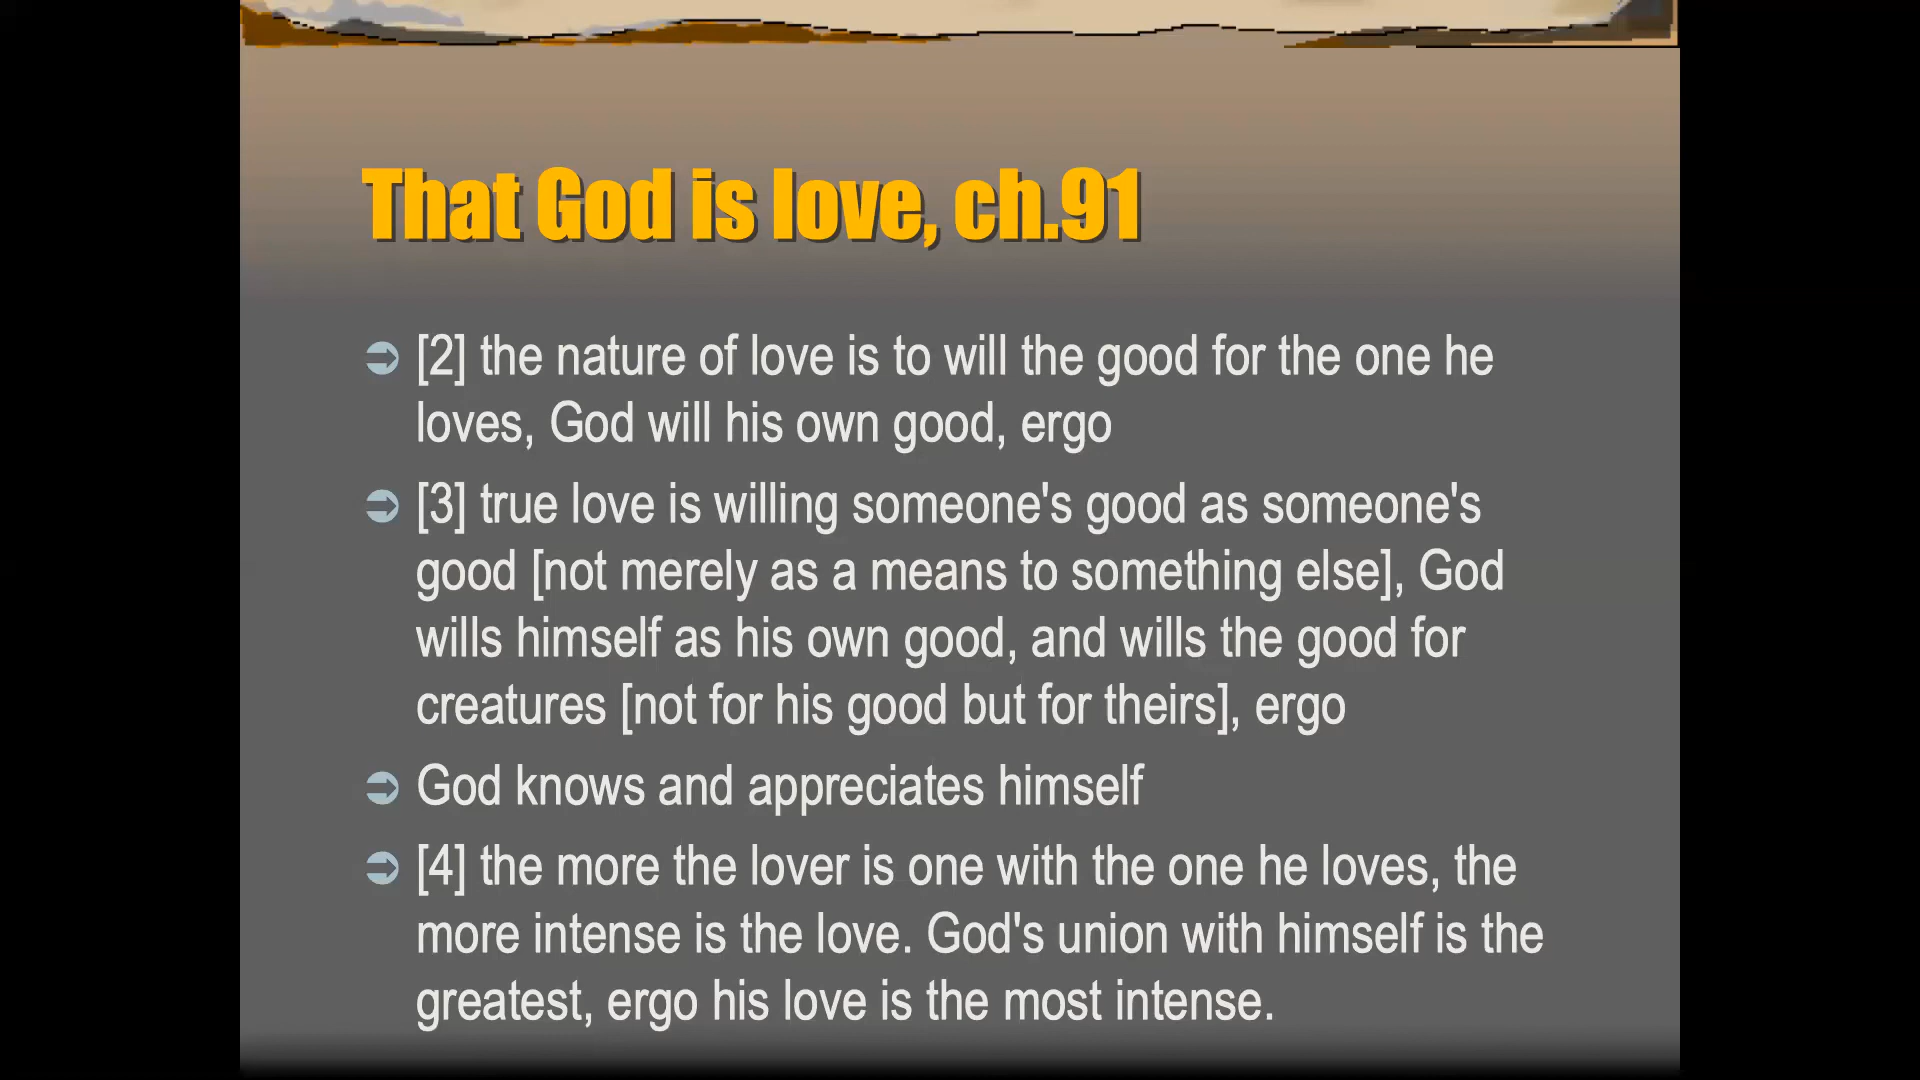 That God is love, ch.91
[2] the nature of love is to will the good for the one he
loves, God will his own good, ergo
[3] true love is willing someone's good as someone's
good [not merely as a means to something else], God
wills himself as his own good, and wills the good for
creatures [not for his good but for theirs], ergo
God knows and appreciates himself
[4] the more the lover is one with the one he loves, the
more intense is the love. God's union with himself is the
greatest, ergo his love is the most intense.